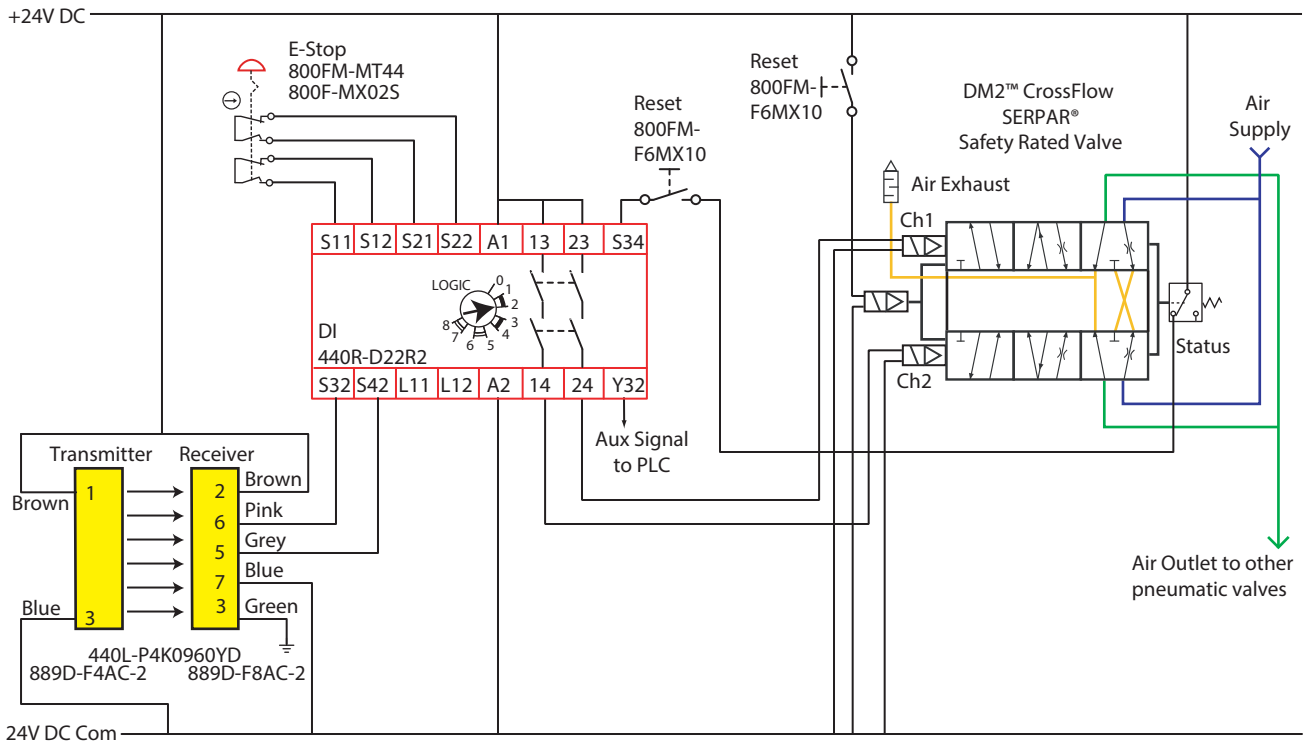 +24V DC
E-Stop
800FM-MT44
800F-MX02S
Reset
800FM-
F6MX10
Reset
800FM-
F6MX10
DM2™ CrossFlow
SERPAR®
Safety Rated Valve
Air
Supply
Air Exhaust
Ch1
Ch2
Status
S11 S12 S21 S22 A1 13 23 S34
LOGIC
0
1
2
3
4
5
6
7
8
DI
440R-D22R2
S32 S42 L11 L12 A2 14 24 Y32
Aux Signal
to PLC
Transmitter
Receiver
Brown
1
2
Brown
6
Pink
5
Grey
7
Blue
Blue
3
3
Green
440L-P4K0960YD
889D-F4AC-2
889D-F8AC-2
Air Outlet to other
pneumatic valves
24V DC Com